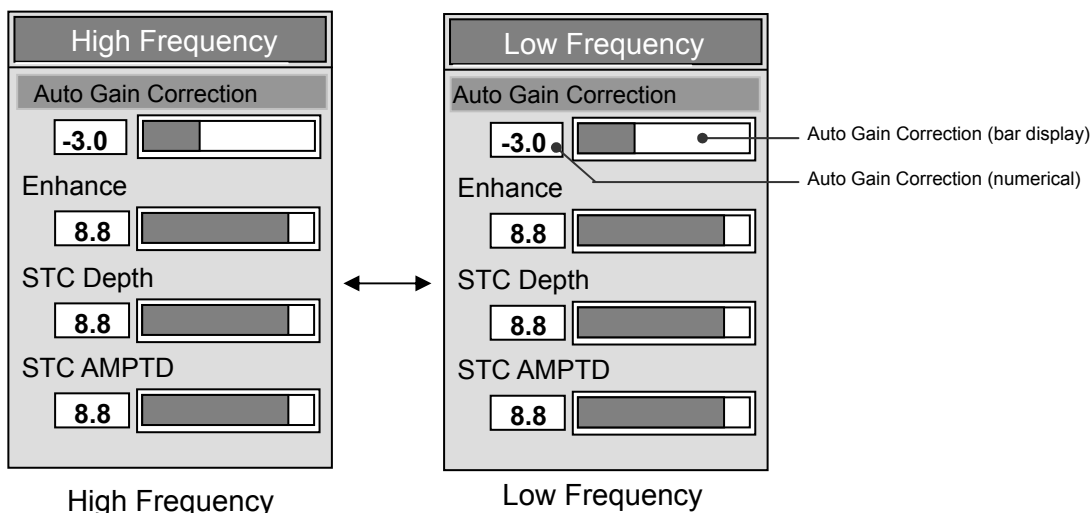 High Frequency
Auto Gain Correction
-3.0
Enhance
8.8
STC Depth
8.8
STC AMPTD
8.8
High Frequency
Low Frequency
Auto Gain Correction
-3.0
Enhance
8.8
STC Depth
8.8
STC AMPTD
8.8
Low Frequency
Auto Gain Correction (bar display)
Auto Gain Correction (numerical)